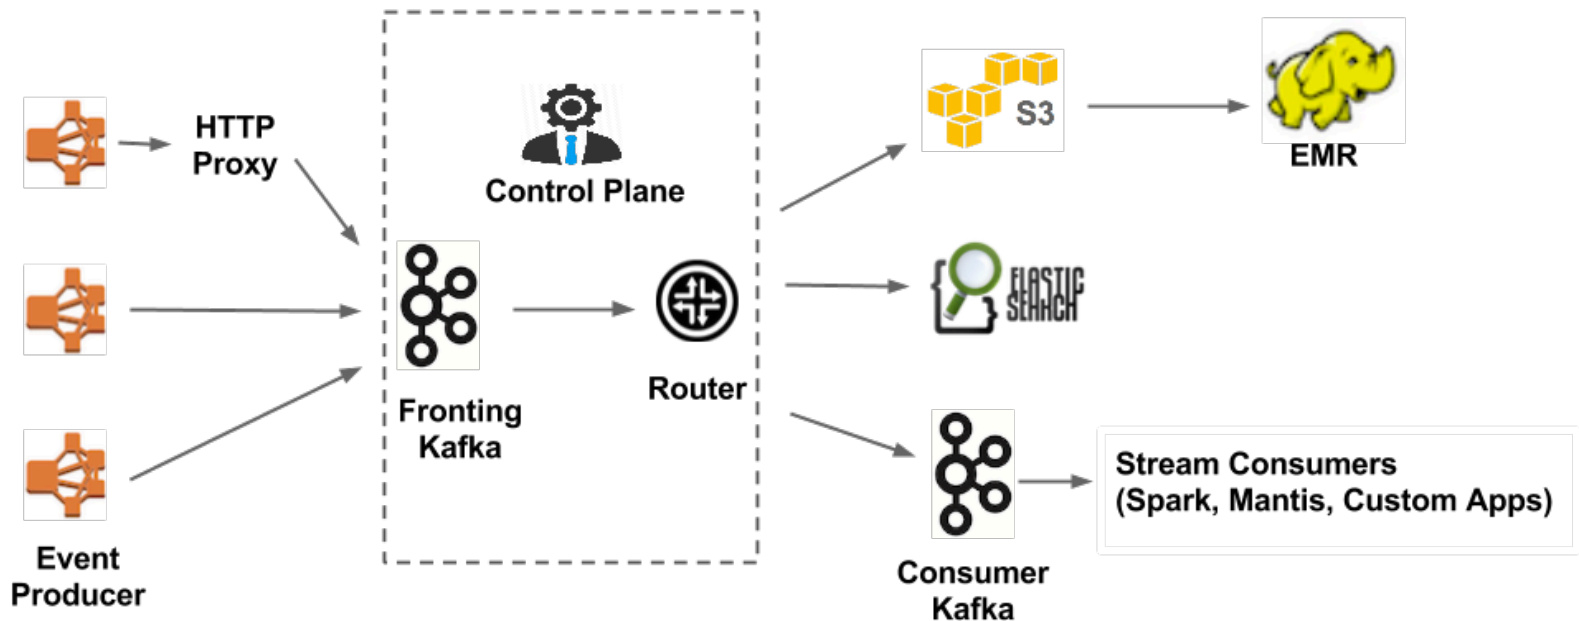 HTTP
Proxy
Control Plane
Fronting
Kafka
Router
Event
Producer
S3
EMR
ELASTIC
SEARCH
Consumer
Kafka
Stream Consumers
(Spark, Mantis, Custom Apps)